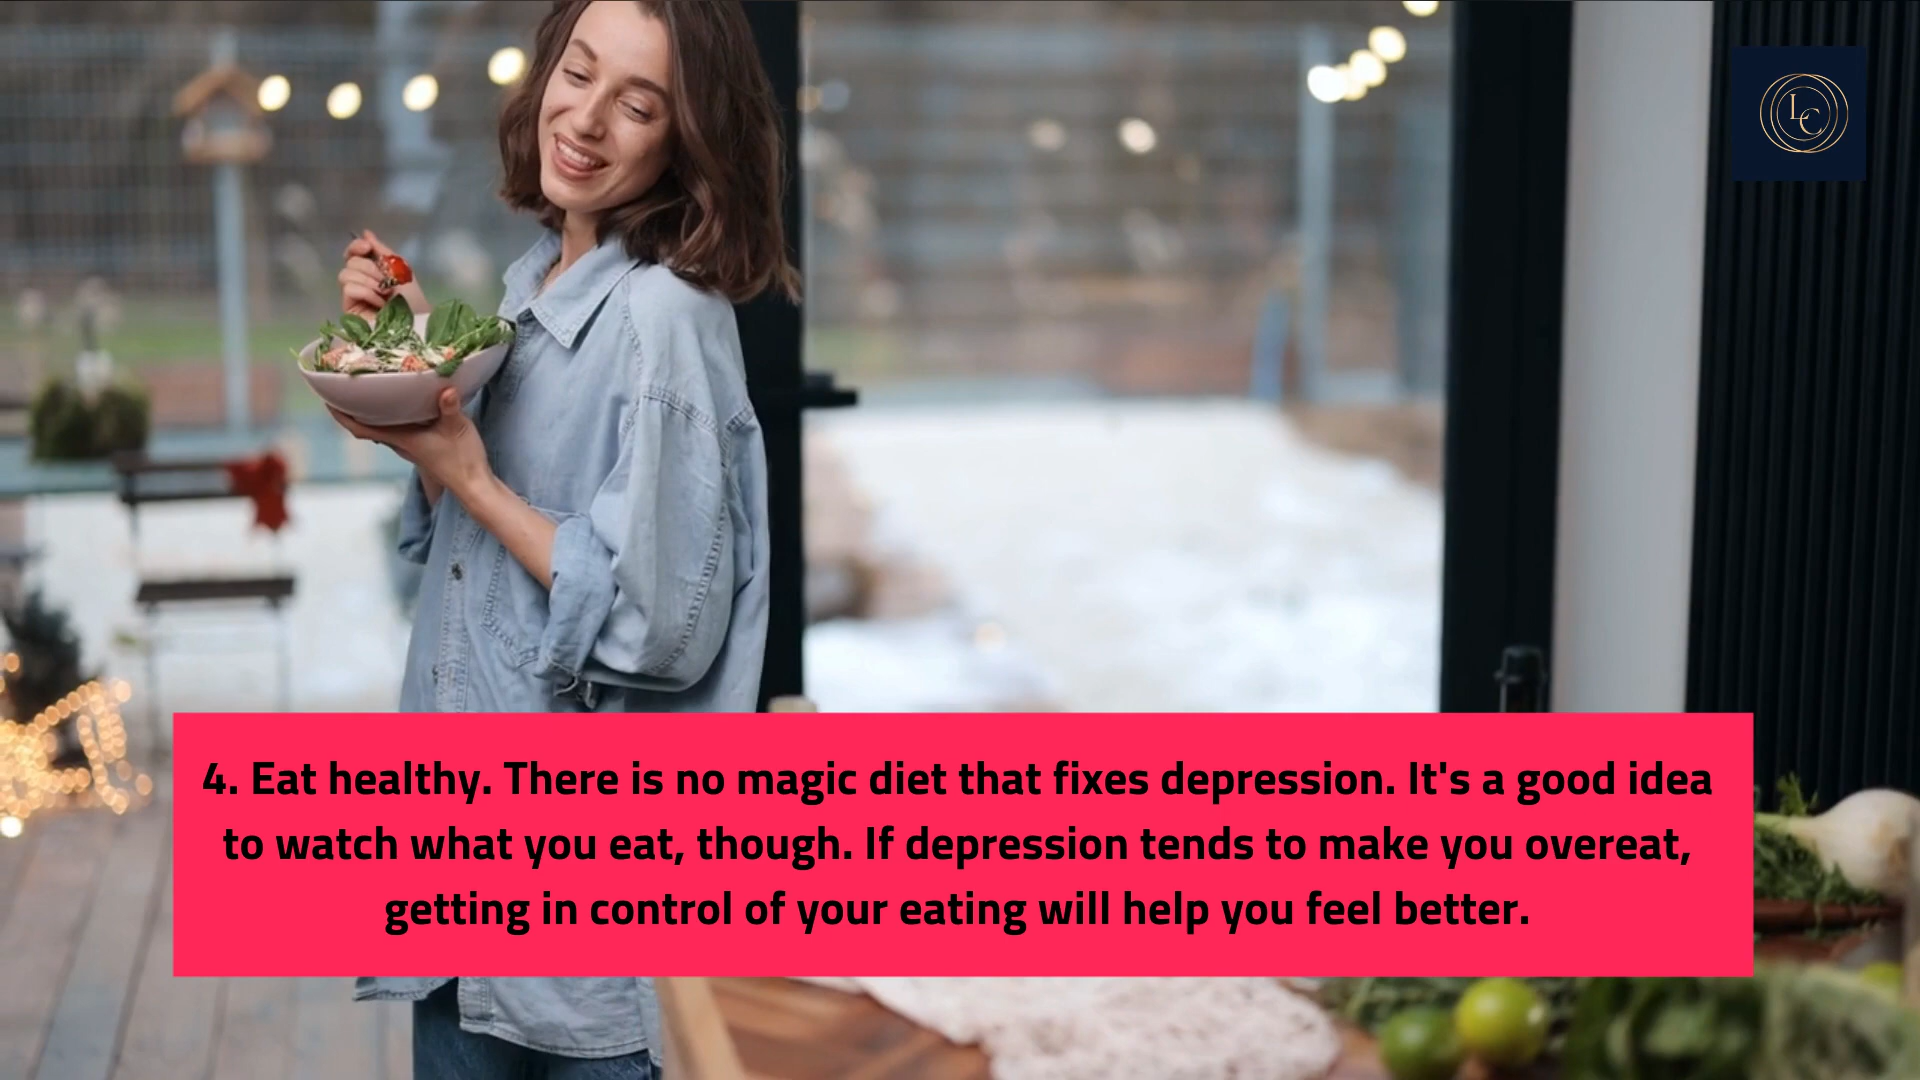 LC
4. Eat healthy. There is no magic diet that fixes depression. It's a good idea
to watch what you eat, though. If depression tends to make you overeat,
getting in control of your eating will help you feel better.